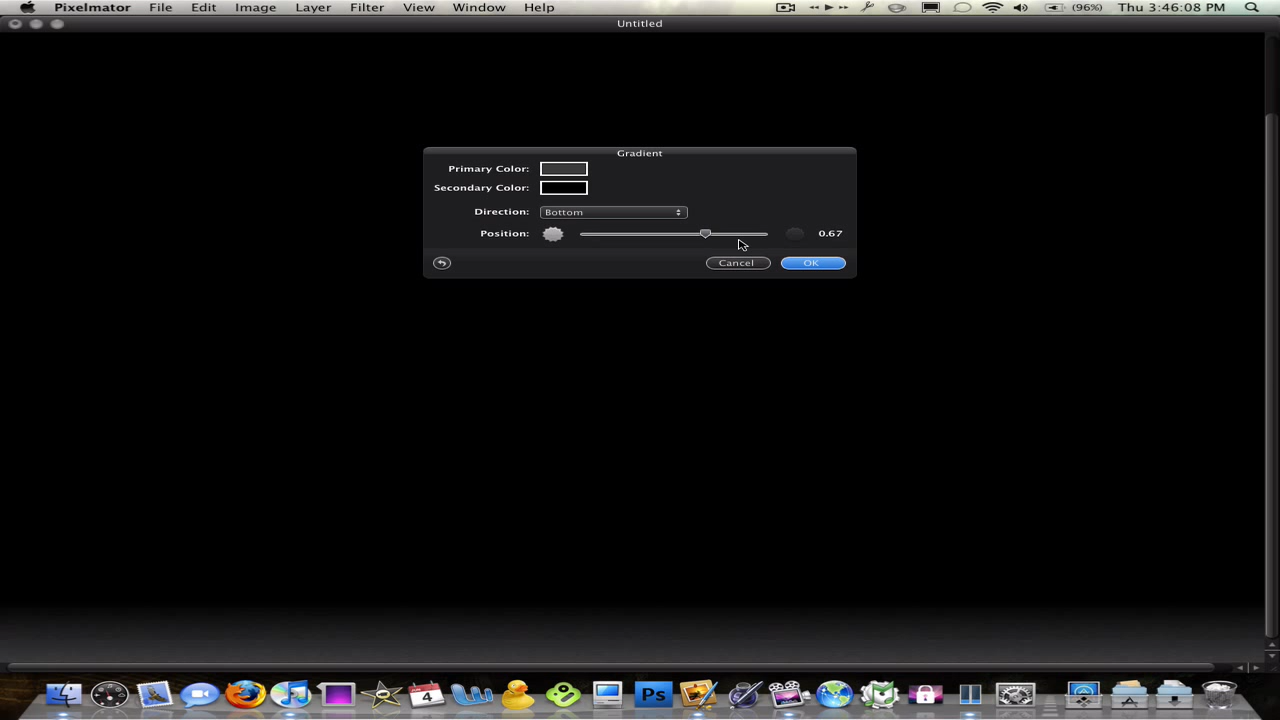 Pixelmator File Edit Image Layer Filter View Window Help (96%) Thu 3:46:08 PM
Untitled
Gradient
Primary Color:
Secondary Color:
Direction: Bottom
Position: 0.67
Cancel OK
4
Ps